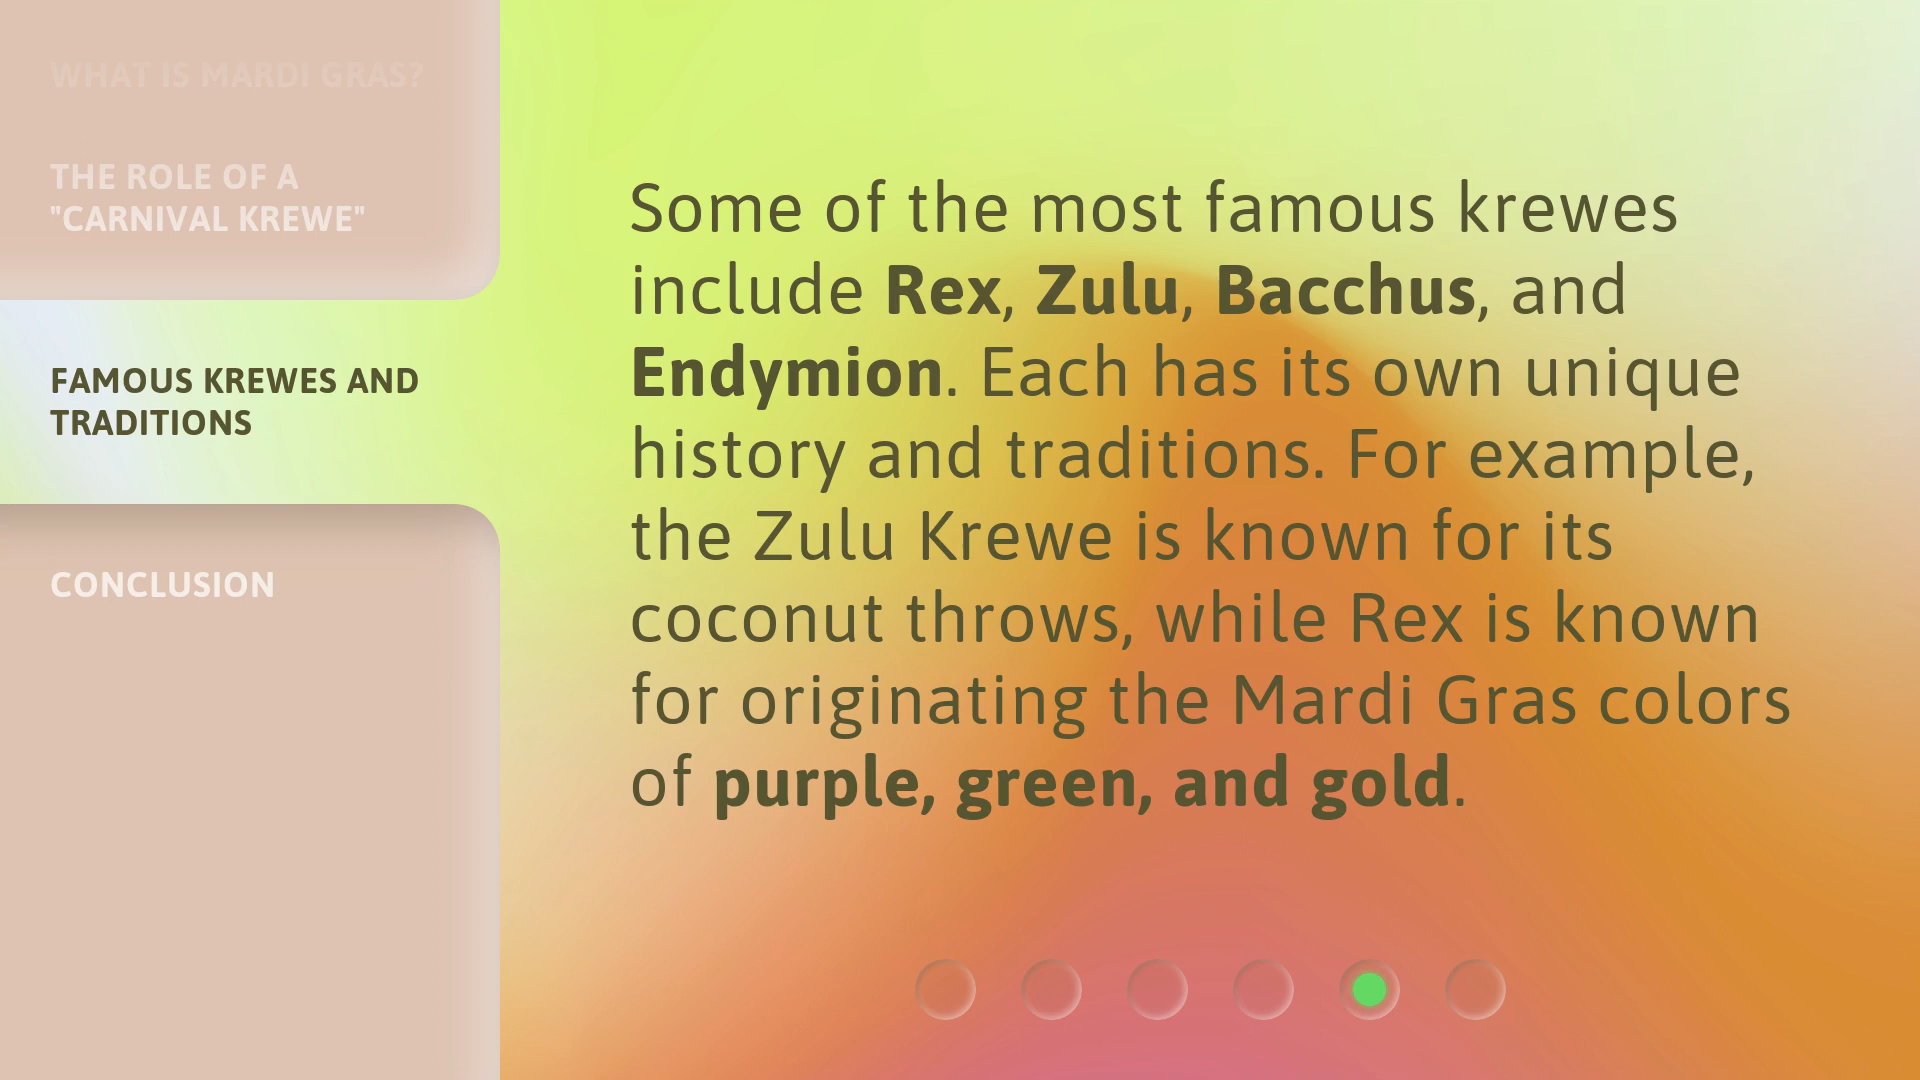 WHAT IS MARDI GRAS?
THE ROLE OF A
"CARNIVAL KREWE"
FAMOUS KREWES AND
TRADITIONS
CONCLUSION
Some of the most famous krewes
include Rex, Zulu, Bacchus, and
Endymion. Each has its own unique
history and traditions. For example,
the Zulu Krewe is known for its
coconut throws, while Rex is known
for originating the Mardi Gras colors
of purple, green, and gold.